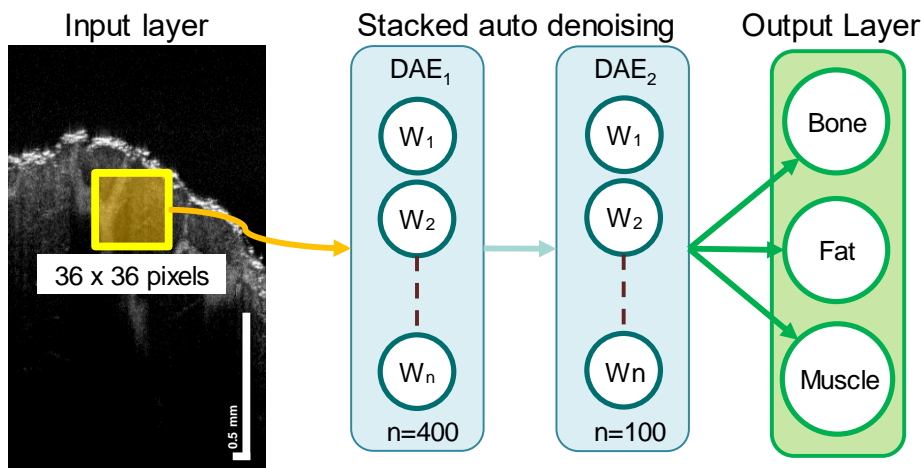 Input layer
Stacked auto denoising
Output Layer
36 x 36 pixels
0.5 mm
DAE₁
W₁
W₂
Wₙ
n=400
DAE₂
W₁
W₂
Wn
n=100
Bone
Fat
Muscle